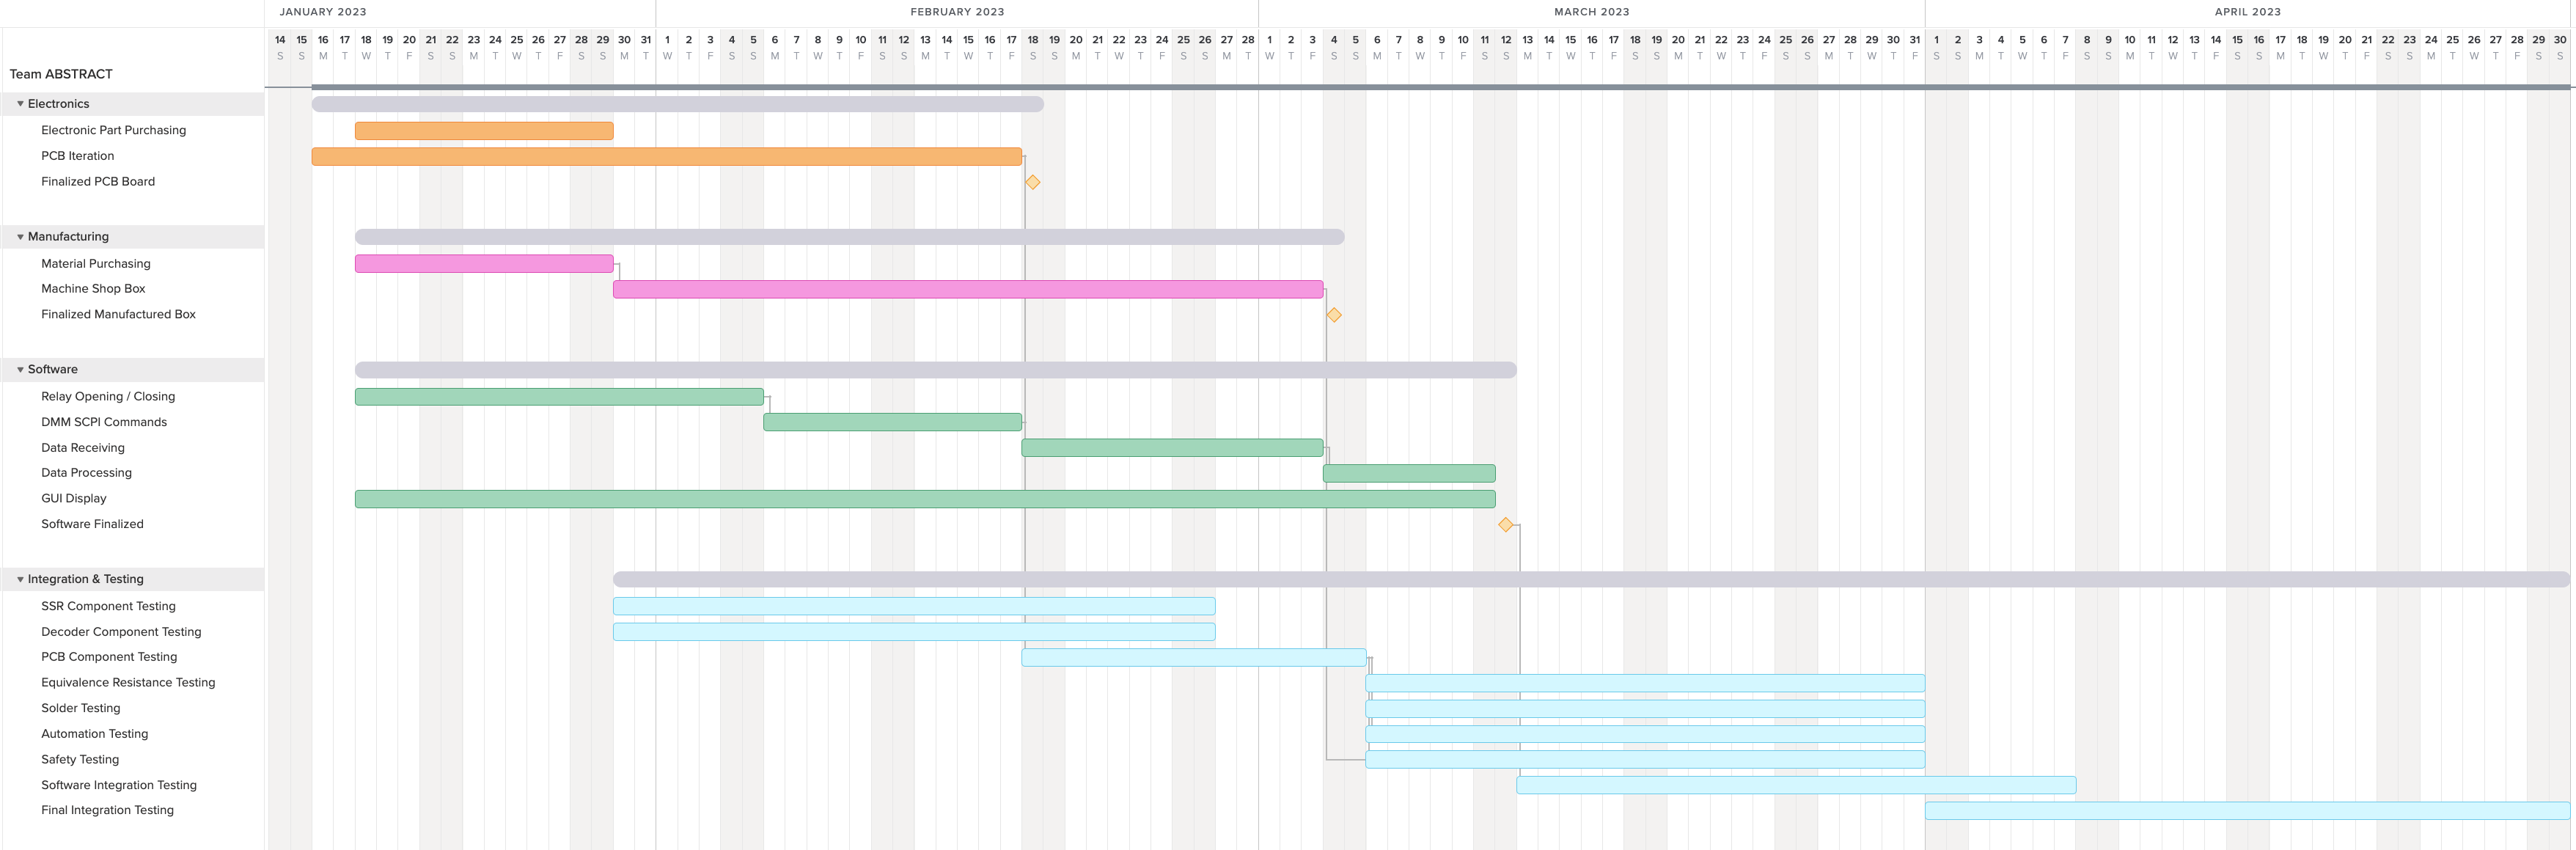 JANUARY 2023 FEBRUARY 2023 MARCH 2023 APRIL 2023
14 15 16 17 18 19 20 21 22 23 24 25 26 27 28 29 30 31 1 2 3 4 5 6 7 8 9 10 11 12 13 14 15 16 17 18 19 20 21 22 23 24 25 26 27 28 1 2 3 4 5 6 7 8 9 10 11 12 13 14 15 16 17 18 19 20 21 22 23 24 25 26 27 28 29 30 31 1 2 3 4 5 6 7 8 9 10 11 12 13 14 15 16 17 18 19 20 21 22 23 24 25 26 27 28 29 30
S S M T W T F S S M T W T F S S M T W T F S S M T W T F S S M T W T F S S M T W T F S S M T W T F S S M T W T F S S M T W T F S S M T W T F S S M T W T F S S M T W T F S S M T W T F S S M T W T F S S M T W T F S S
Team ABSTRACT
Electronics
Electronic Part Purchasing
PCB Iteration
Finalized PCB Board
Manufacturing
Material Purchasing
Machine Shop Box
Finalized Manufactured Box
Software
Relay Opening / Closing
DMM SCPI Commands
Data Receiving
Data Processing
GUI Display
Software Finalized
Integration & Testing
SSR Component Testing
Decoder Component Testing
PCB Component Testing
Equivalence Resistance Testing
Solder Testing
Automation Testing
Safety Testing
Software Integration Testing
Final Integration Testing